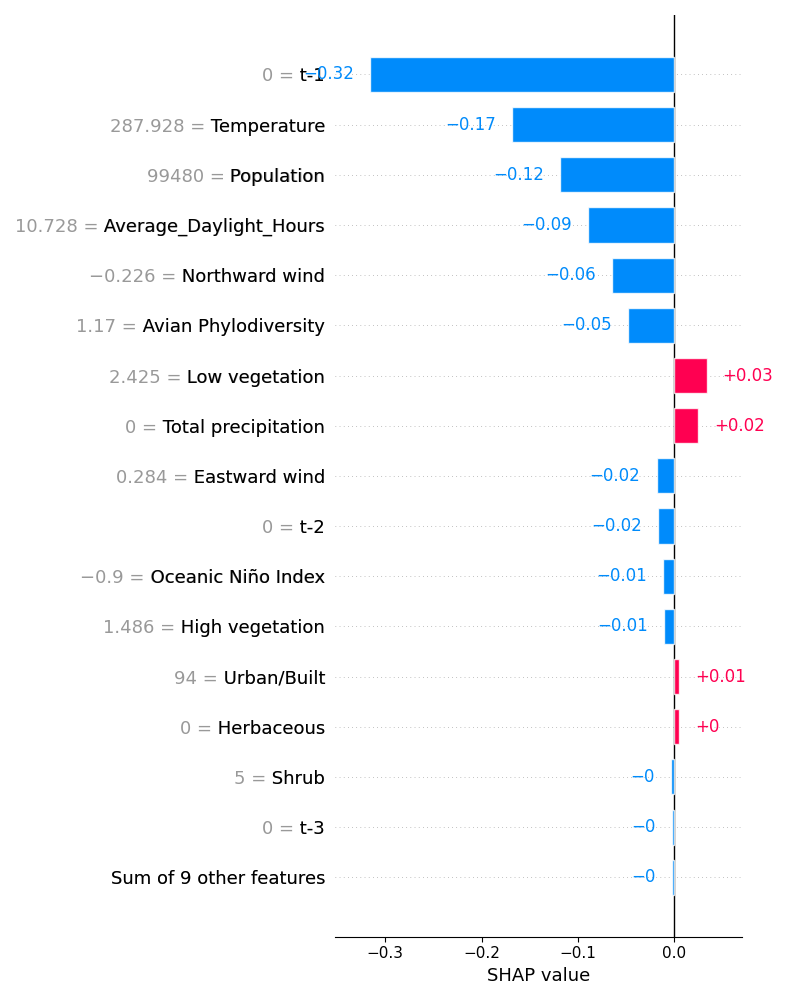 0 = t-1 −0.32
287.928 = Temperature −0.17
99480 = Population −0.12
10.728 = Average_Daylight_Hours −0.09
−0.226 = Northward wind −0.06
1.17 = Avian Phylodiversity −0.05
2.425 = Low vegetation +0.03
0 = Total precipitation +0.02
0.284 = Eastward wind −0.02
0 = t-2 −0.02
−0.9 = Oceanic Niño Index −0.01
1.486 = High vegetation −0.01
94 = Urban/Built +0.01
0 = Herbaceous +0
5 = Shrub −0
0 = t-3 −0
Sum of 9 other features −0
−0.3 −0.2 −0.1 0.0
SHAP value